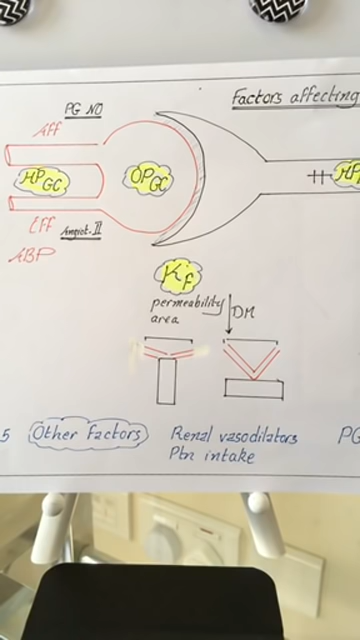 PG NO
Factors affecting
Aff
HPGC
OPGC
HP
Eff
Angiot. II
ABP
Kf
permeability
area
DM
5 Other factors
Renal vasodilators
PG
Ptn intake